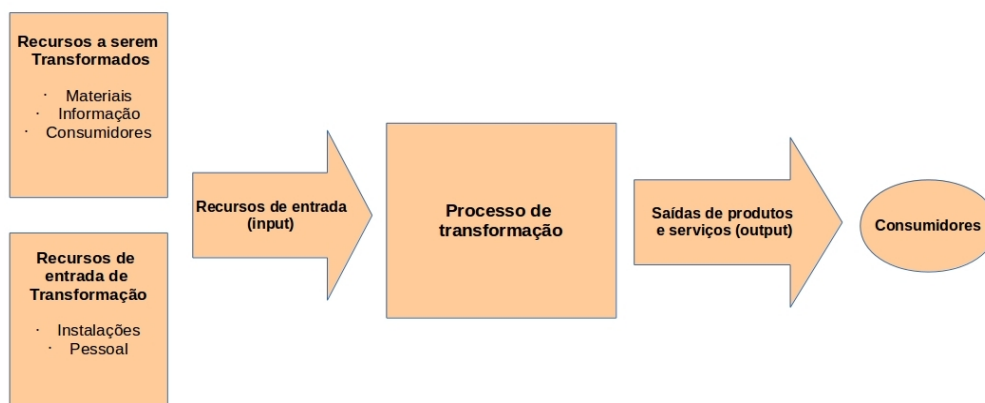 Recursos a serem
Transformados
· Materiais
· Informação
· Consumidores
Recursos de
entrada de
Transformação
· Instalações
· Pessoal
Recursos de entrada
(input)
Processo de
transformação
Saídas de produtos
e serviços (output)
Consumidores